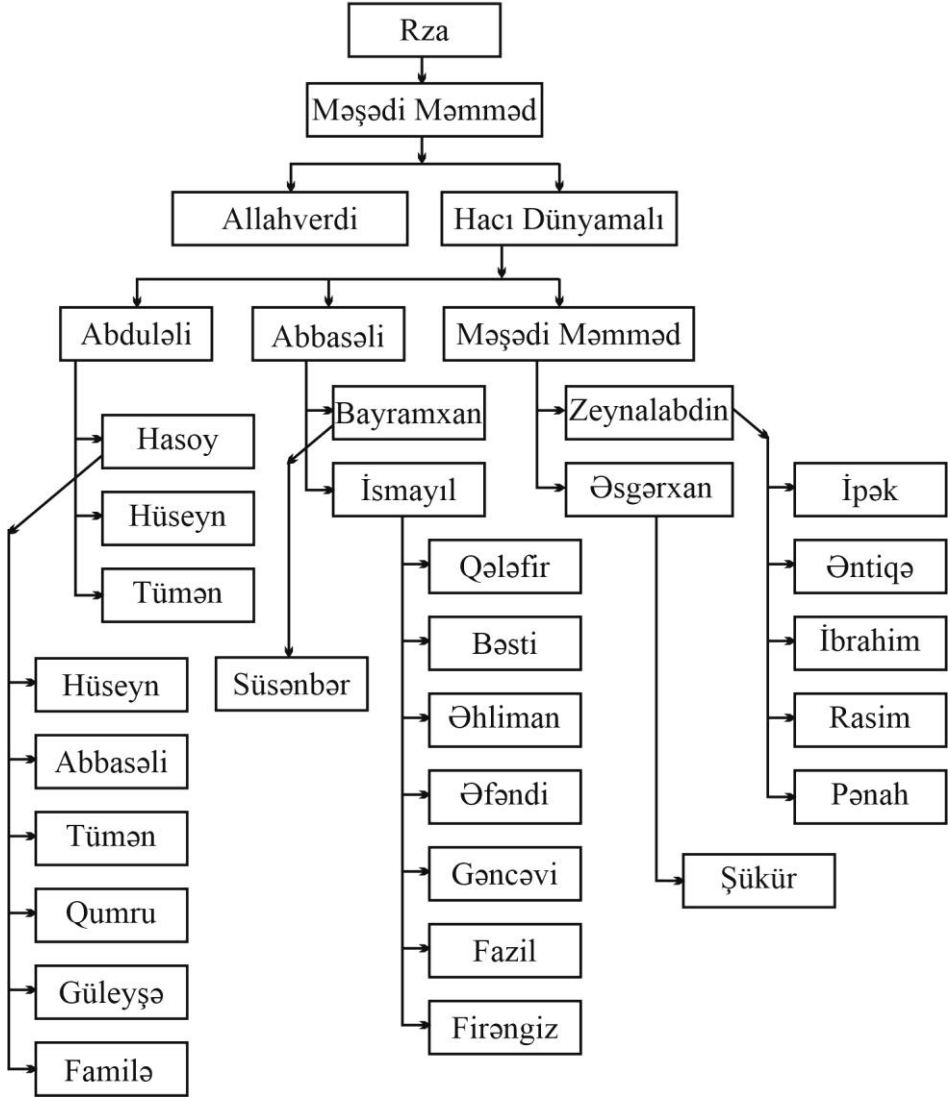 Rza
Məşədi Məmməd
Allahverdi
Hacı Dünyamalı
Abduləli
Abbasəli
Məşədi Məmməd
Bayramxan
Zeynalabdin
Hasoy
İsmayıl
Əsgərxan
İpək
Hüseyn
Qələfir
Əntiqə
Tümən
Bəsti
İbrahim
Hüseyn
Süsənbər
Əhliman
Rasim
Abbasəli
Əfəndi
Pənah
Tümən
Gəncəvi
Şükür
Qumru
Fazil
Güleyşə
Firəngiz
Familə